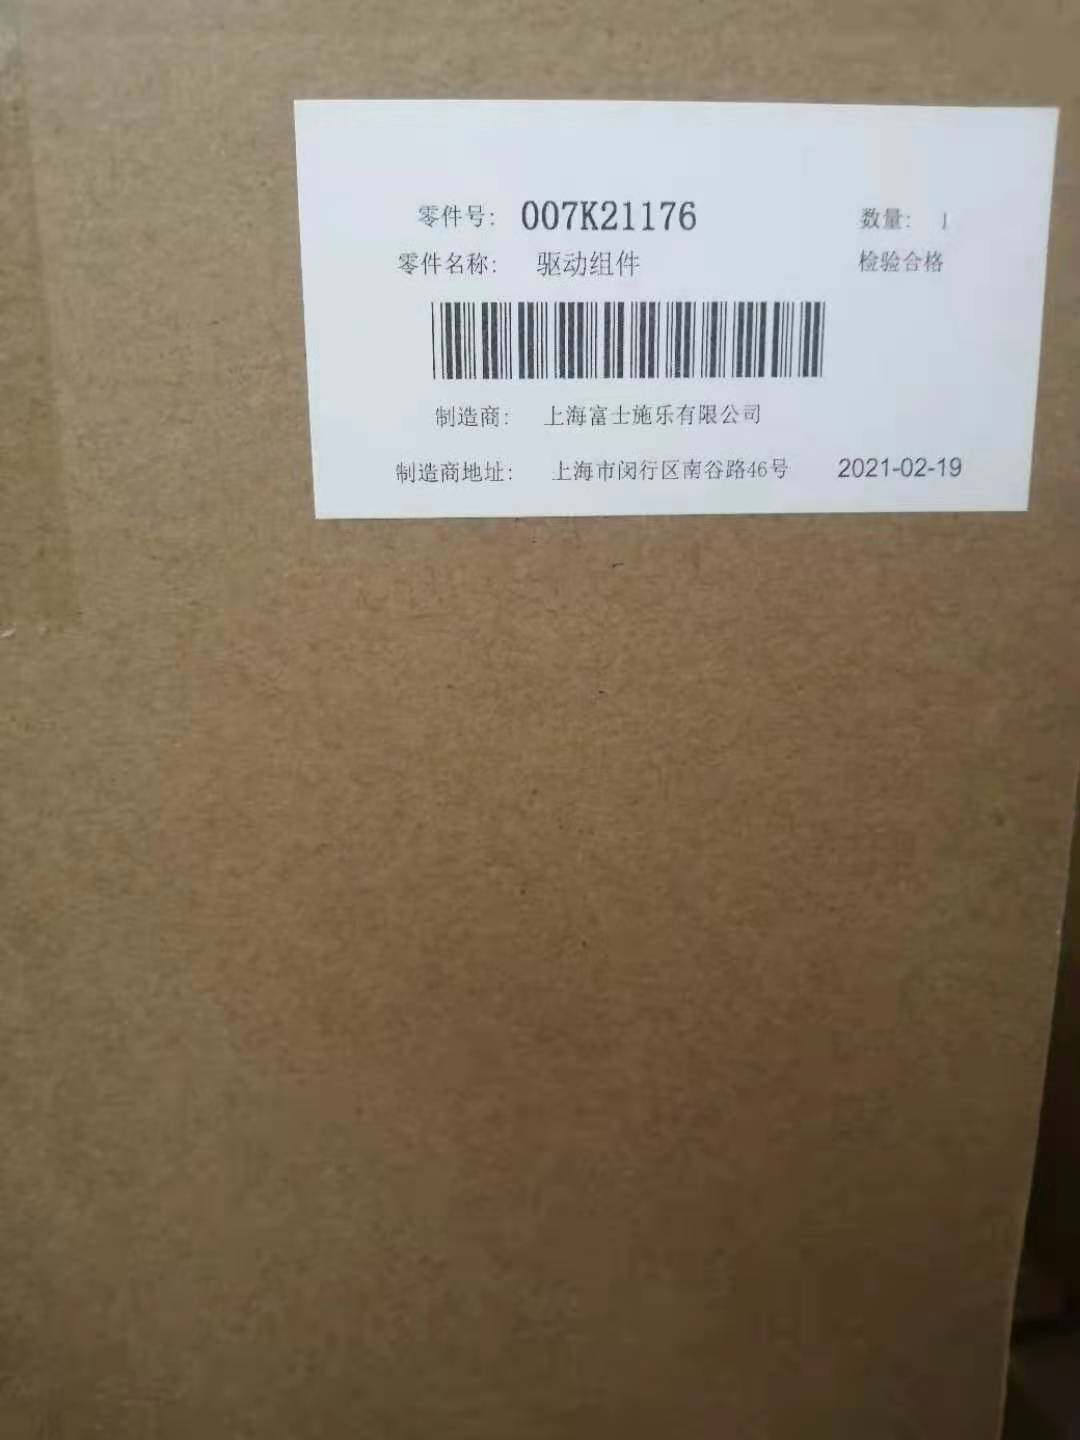 零件号: 007K21176 数量: 1
零件名称: 驱动组件 检验合格
制造商: 上海富士施乐有限公司
制造商地址: 上海市闵行区南谷路46号 2021-02-19